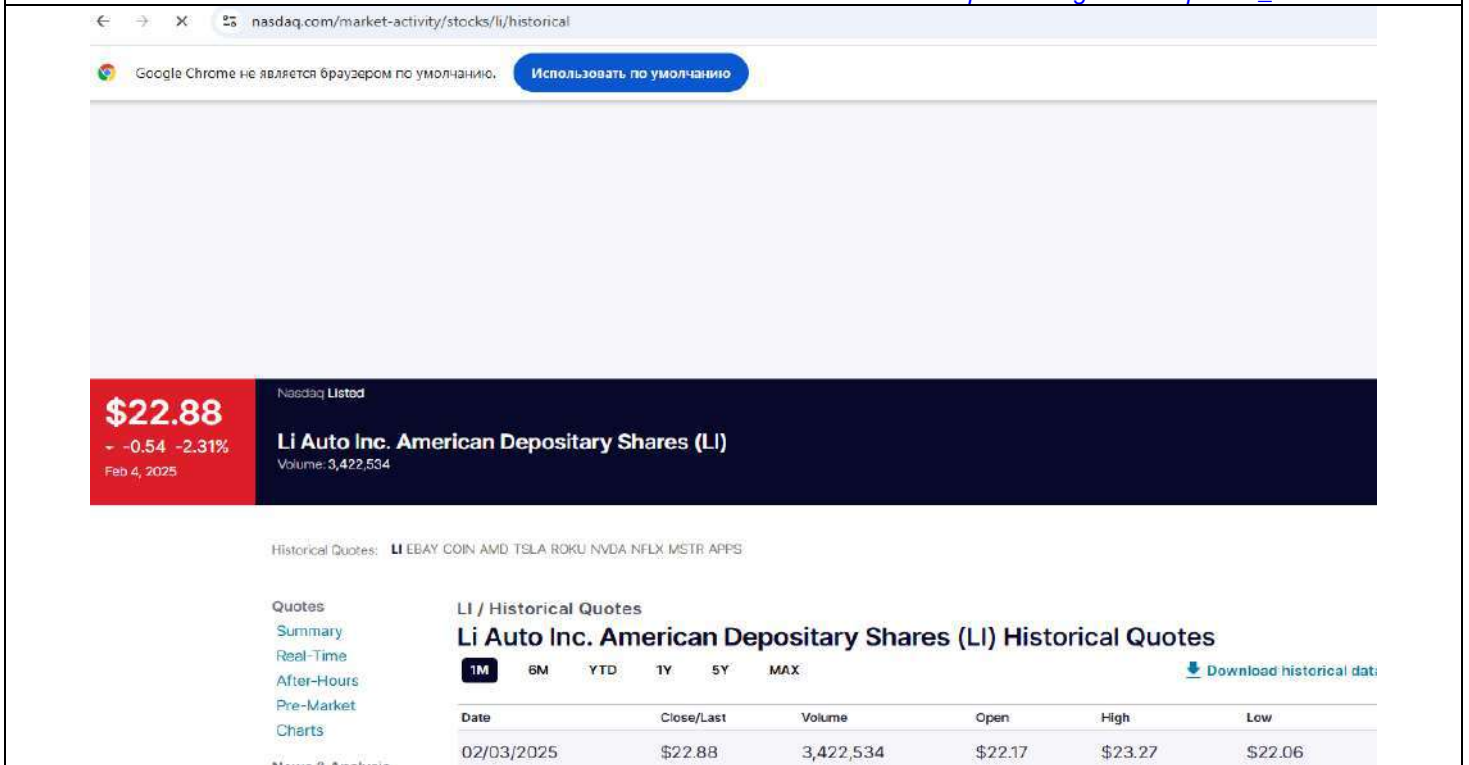 nasdaq.com/market-activity/stocks/li/historical
Google Chrome не является браузером по умолчанию. Использовать по умолчанию
$22.88
-0.54 -2.31%
Feb 4, 2025
Nasdaq Listed
Li Auto Inc. American Depositary Shares (LI)
Volume: 3,422,534
Historical Quotes: LI EBAY COIN AMD TSLA ROKU NVDA NFLX MSTR APPS
Quotes
Summary
Real-Time
After-Hours
Pre-Market
Charts
LI / Historical Quotes
Li Auto Inc. American Depositary Shares (LI) Historical Quotes
1M 6M YTD 1Y 5Y MAX Download historical data
Date Close/Last Volume Open High Low
02/03/2025 $22.88 3,422,534 $22.17 $23.27 $22.06